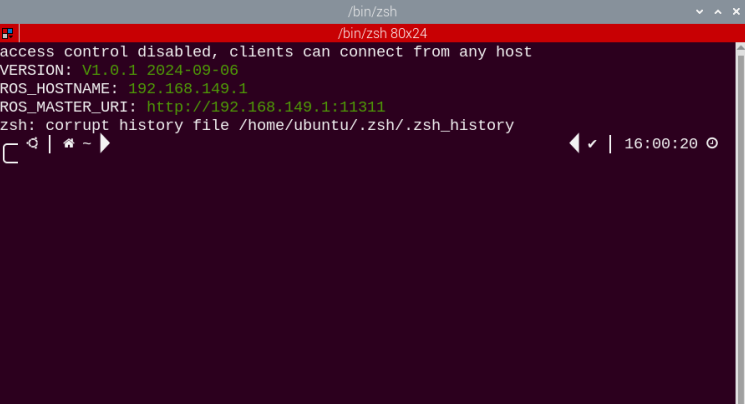 /bin/zsh
/bin/zsh 80x24
access control disabled, clients can connect from any host
VERSION: V1.0.1 2024-09-06
ROS_HOSTNAME: 192.168.149.1
ROS_MASTER_URI: http://192.168.149.1:11311
zsh: corrupt history file /home/ubuntu/.zsh/.zsh_history
~ ✔ 16:00:20